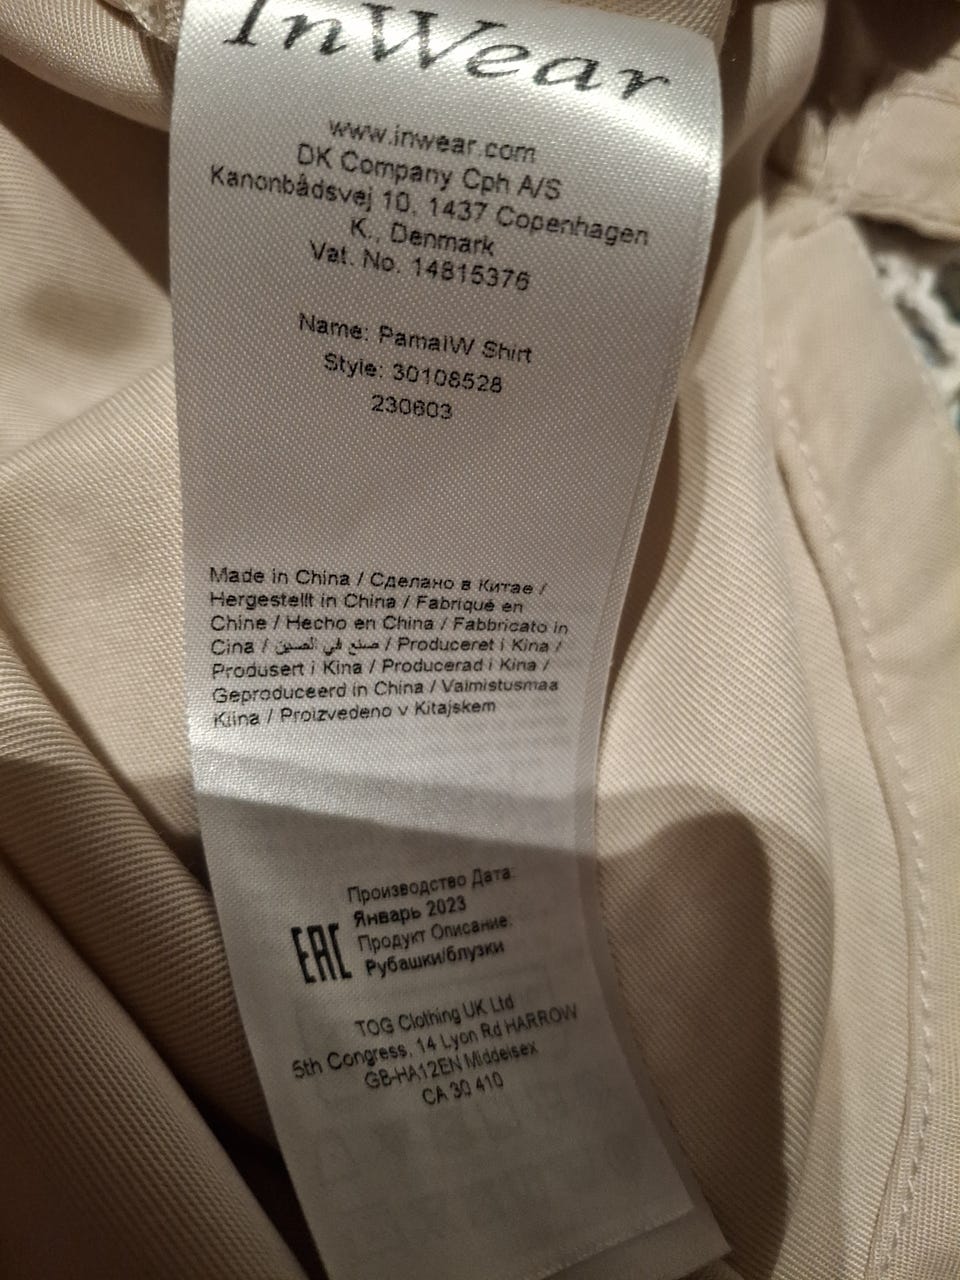 InWear
www.inwear.com
DK Company Cph A/S
Kanonbådsvej 10, 1437 Copenhagen
K., Denmark
Vat. No. 14815376
Name: PamaIW Shirt
Style: 30108528
230603
Made in China / Сделано в Китае /
Hergestellt in China / Fabriqué en
Chine / Hecho en China / Fabbricato in
Cina / صنع في الصين / Produceret i Kina /
Produsert i Kina / Producerad i Kina /
Geproduceerd in China / Valmistusmaa
Kiina / Proizvedeno v Kitajskem
Производство Дата:
Январь 2023
EAC
Продукт Описание:
Рубашки/блузки
TOG Clothing UK Ltd
5th Congress, 14 Lyon Rd HARROW
GB-HA12EN Middelsex
CA 30 410